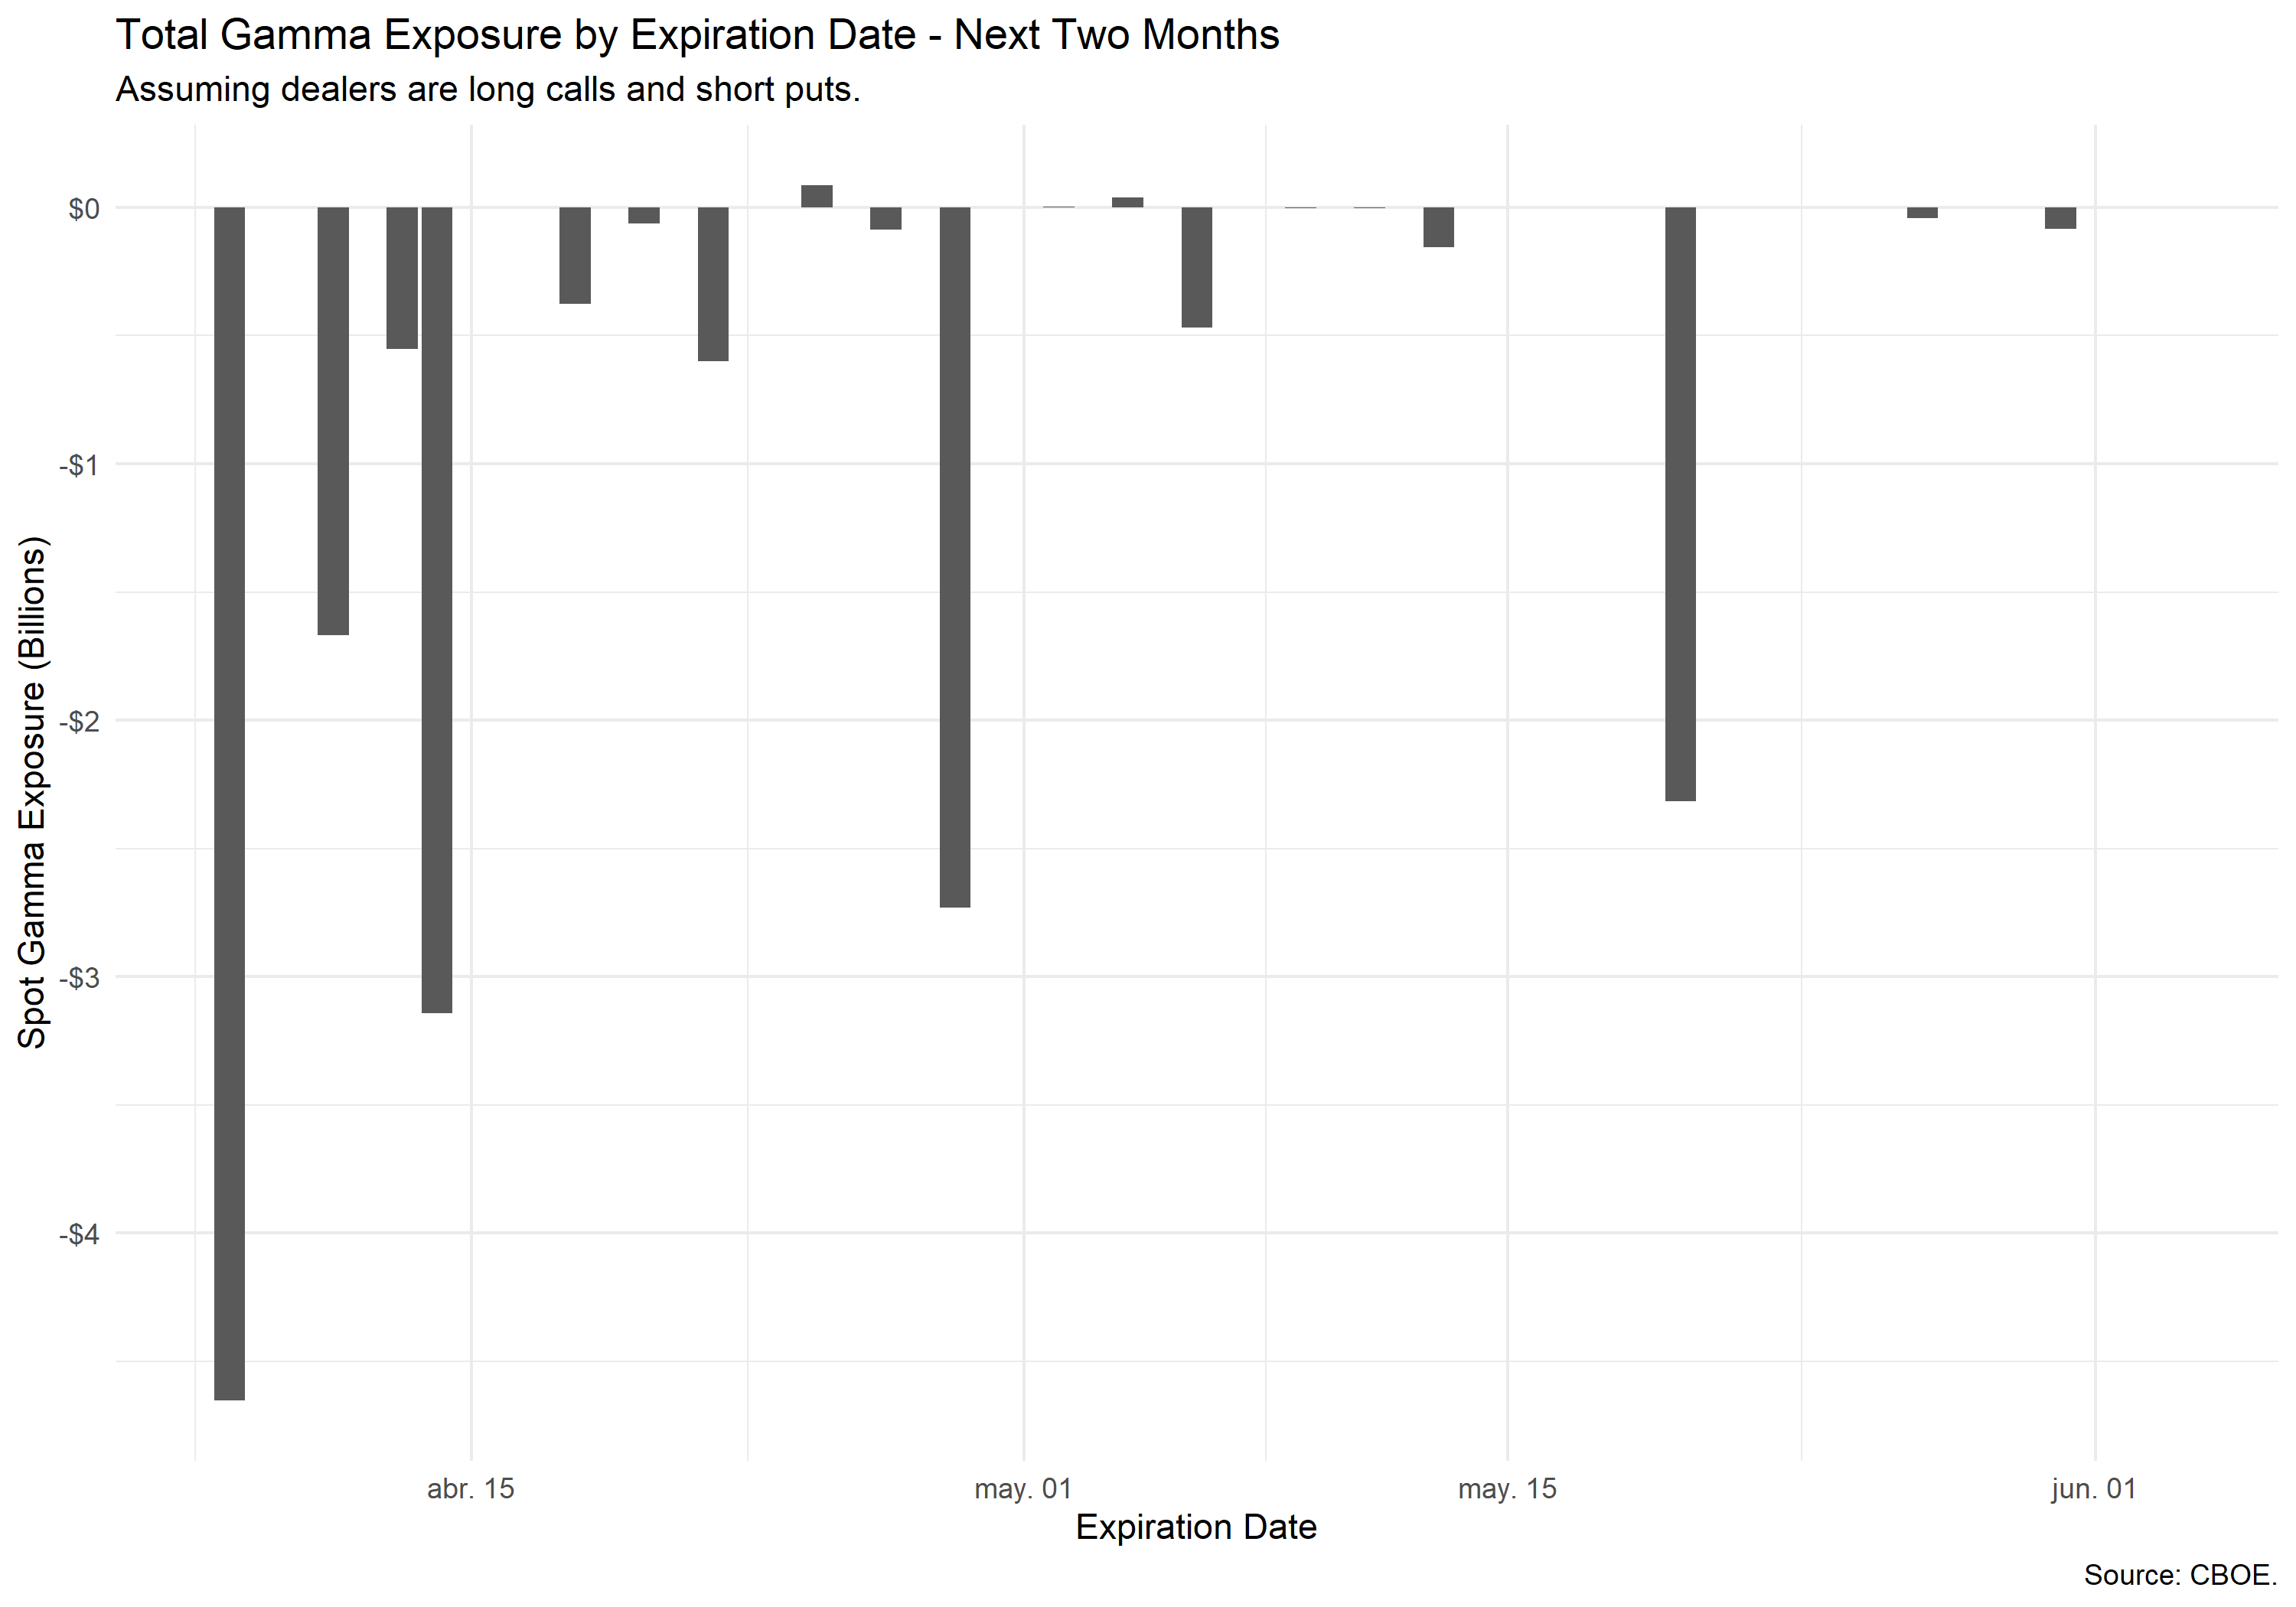 Total Gamma Exposure by Expiration Date - Next Two Months
Assuming dealers are long calls and short puts.
Spot Gamma Exposure (Billions)
$0
-$1
-$2
-$3
-$4
abr. 15
may. 01
may. 15
jun. 01
Expiration Date
Source: CBOE.